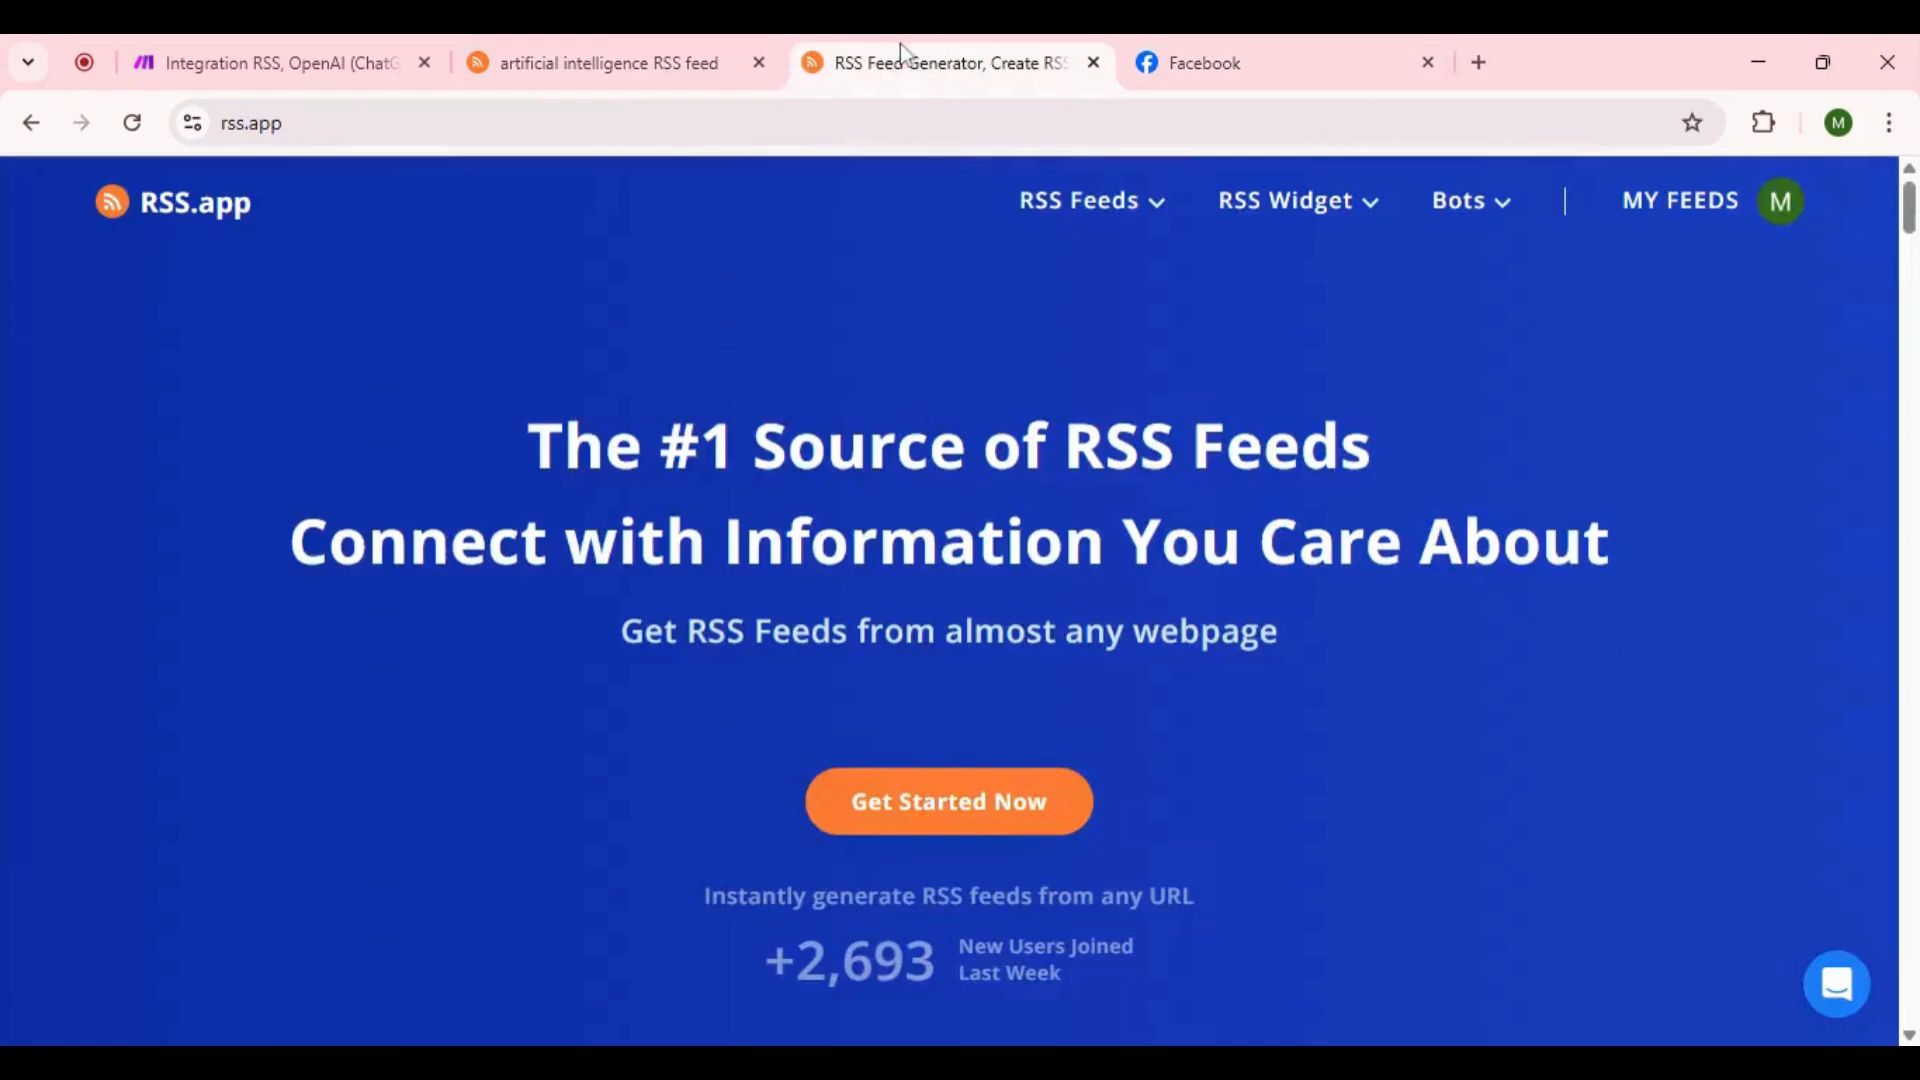 Integration RSS, OpenAI (ChatG
artificial intelligence RSS feed
RSS Feed Generator, Create RSS
Facebook
rss.app
M
RSS.app
RSS Feeds
RSS Widget
Bots
MY FEEDS
M
The #1 Source of RSS Feeds
Connect with Information You Care About
Get RSS Feeds from almost any webpage
Get Started Now
Instantly generate RSS feeds from any URL
+2,693
New Users Joined
Last Week